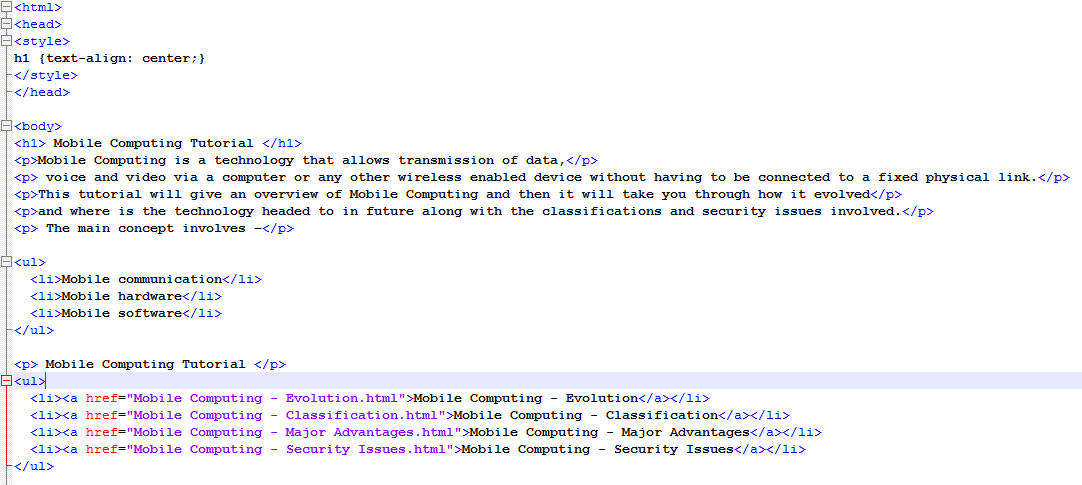 <html>
<head>
<style>
h1 {text-align: center;}
</style>
</head>
<body>
<h1> Mobile Computing Tutorial </h1>
<p>Mobile Computing is a technology that allows transmission of data,</p>
<p> voice and video via a computer or any other wireless enabled device without having to be connected to a fixed physical link.</p>
<p>This tutorial will give an overview of Mobile Computing and then it will take you through how it evolved</p>
<p>and where is the technology headed to in future along with the classifications and security issues involved.</p>
<p> The main concept involves –</p>
<ul>
<li>Mobile communication</li>
<li>Mobile hardware</li>
<li>Mobile software</li>
</ul>
<p> Mobile Computing Tutorial </p>
<ul>
<li><a href="Mobile Computing - Evolution.html">Mobile Computing - Evolution</a></li>
<li><a href="Mobile Computing - Classification.html">Mobile Computing - Classification</a></li>
<li><a href="Mobile Computing - Major Advantages.html">Mobile Computing - Major Advantages</a></li>
<li><a href="Mobile Computing - Security Issues.html">Mobile Computing - Security Issues</a></li>
</ul>